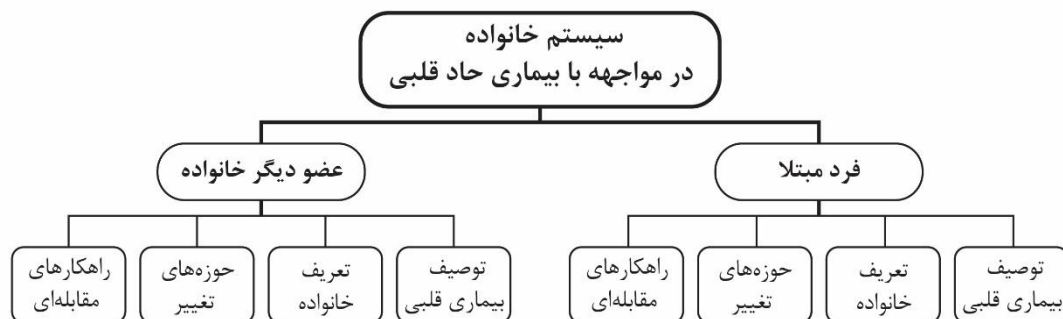 سیستم خانواده
در مواجهه با بیماری حاد قلبی
فرد مبتلا
عضو دیگر خانواده
توصیف
بیماری قلبی
تعریف
خانواده
حوزه‌های
تغییر
راهکارهای
مقابله‌ای
توصیف
بیماری قلبی
تعریف
خانواده
حوزه‌های
تغییر
راهکارهای
مقابله‌ای